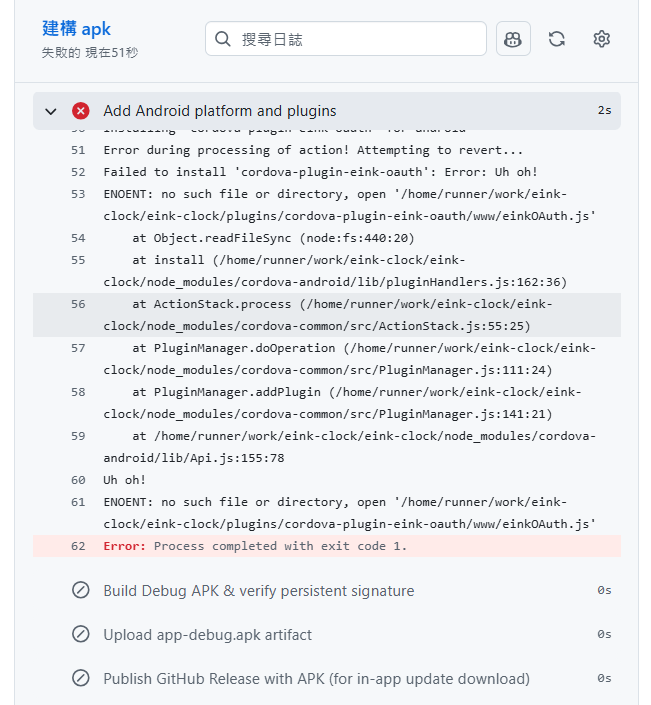 建構 apk
失敗的 現在51秒
搜尋日誌
Add Android platform and plugins 2s
50 Installing "cordova-plugin-eink-oauth" for android
51 Error during processing of action! Attempting to revert...
52 Failed to install 'cordova-plugin-eink-oauth': Error: Uh oh!
53 ENOENT: no such file or directory, open '/home/runner/work/eink-
clock/eink-clock/plugins/cordova-plugin-eink-oauth/www/einkOAuth.js'
54 at Object.readFileSync (node:fs:440:20)
55 at install (/home/runner/work/eink-clock/eink-
clock/node_modules/cordova-android/lib/pluginHandlers.js:162:36)
56 at ActionStack.process (/home/runner/work/eink-clock/eink-
clock/node_modules/cordova-common/src/ActionStack.js:55:25)
57 at PluginManager.doOperation (/home/runner/work/eink-clock/eink-
clock/node_modules/cordova-common/src/PluginManager.js:111:24)
58 at PluginManager.addPlugin (/home/runner/work/eink-clock/eink-
clock/node_modules/cordova-common/src/PluginManager.js:141:21)
59 at /home/runner/work/eink-clock/eink-clock/node_modules/cordova-
android/lib/Api.js:155:78
60 Uh oh!
61 ENOENT: no such file or directory, open '/home/runner/work/eink-
clock/eink-clock/plugins/cordova-plugin-eink-oauth/www/einkOAuth.js'
62 Error: Process completed with exit code 1.
Build Debug APK & verify persistent signature 0s
Upload app-debug.apk artifact 0s
Publish GitHub Release with APK (for in-app update download) 0s